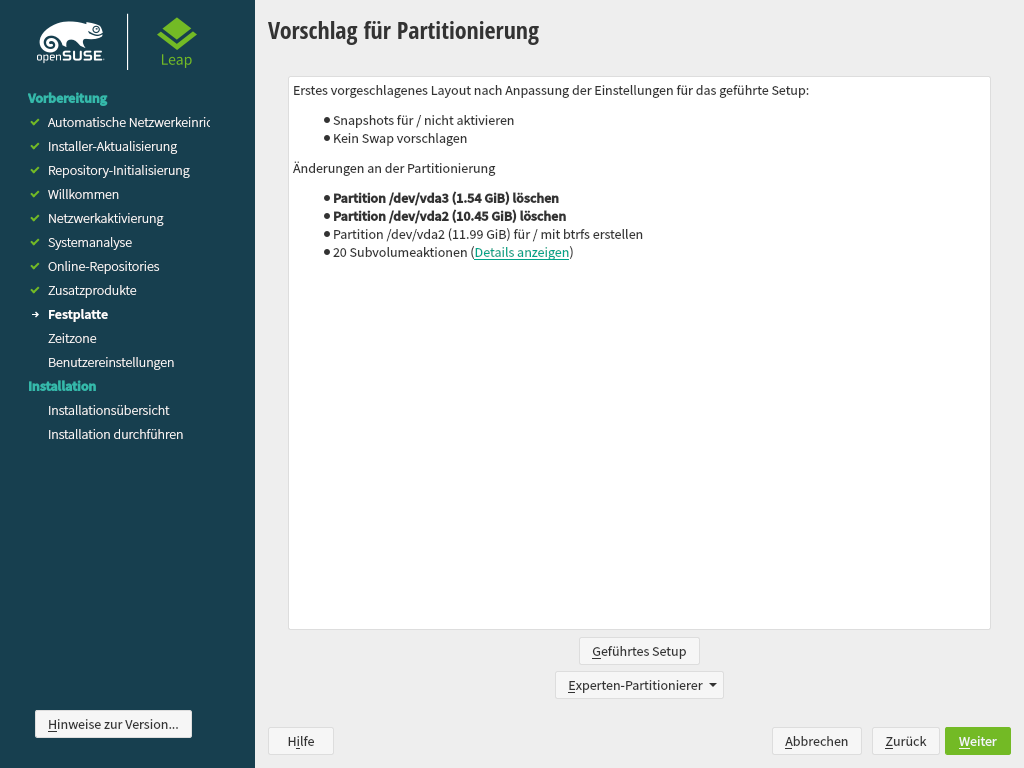 openSUSE
Leap
Vorbereitung
Automatische Netzwerkeinric
Installer-Aktualisierung
Repository-Initialisierung
Willkommen
Netzwerkaktivierung
Systemanalyse
Online-Repositories
Zusatzprodukte
Festplatte
Zeitzone
Benutzereinstellungen
Installation
Installationsübersicht
Installation durchführen
Hinweise zur Version...
Vorschlag für Partitionierung
Erstes vorgeschlagenes Layout nach Anpassung der Einstellungen für das geführte Setup:
Snapshots für / nicht aktivieren
Kein Swap vorschlagen
Änderungen an der Partitionierung
Partition /dev/vda3 (1.54 GiB) löschen
Partition /dev/vda2 (10.45 GiB) löschen
Partition /dev/vda2 (11.99 GiB) für / mit btrfs erstellen
20 Subvolumeaktionen (Details anzeigen)
Geführtes Setup
Experten-Partitionierer
Hilfe
Abbrechen
Zurück
Weiter